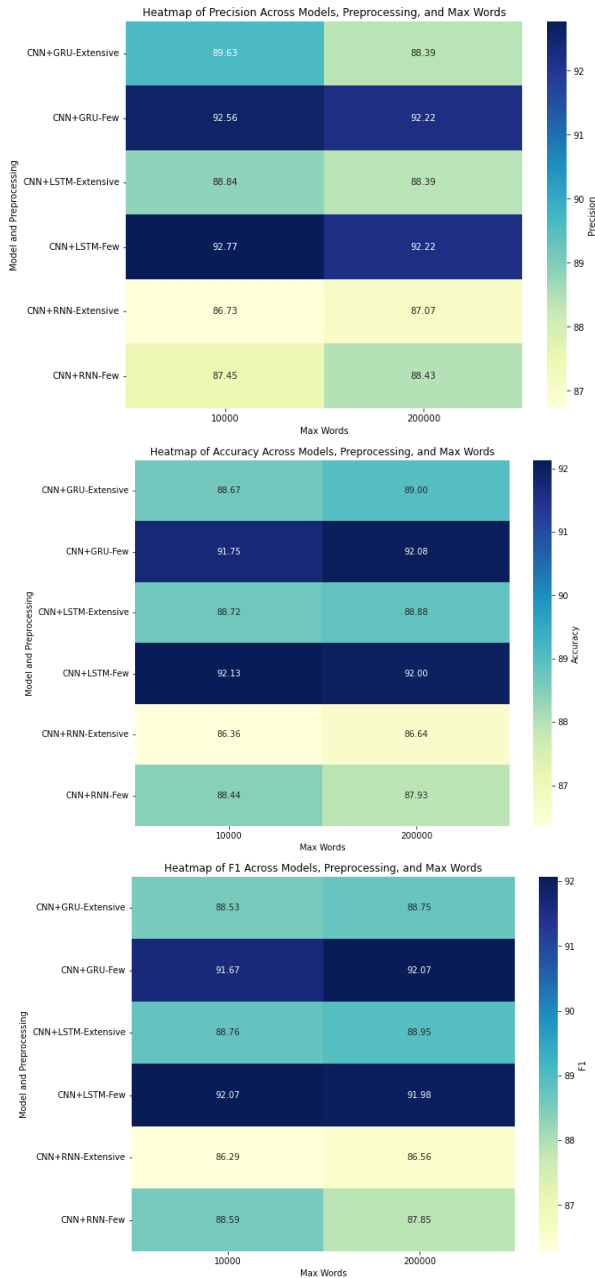 Heatmap of Precision Across Models, Preprocessing, and Max Words
CNN+GRU-Extensive 89.63 88.39
CNN+GRU-Few 92.56 92.22
CNN+LSTM-Extensive 88.84 88.39
CNN+LSTM-Few 92.77 92.22
CNN+RNN-Extensive 86.73 87.07
CNN+RNN-Few 87.45 88.43
10000 200000
Max Words
Model and Preprocessing
92
91
90
89
88
87
Precision
Heatmap of Accuracy Across Models, Preprocessing, and Max Words
CNN+GRU-Extensive 88.67 89.00
CNN+GRU-Few 91.75 92.08
CNN+LSTM-Extensive 88.72 88.88
CNN+LSTM-Few 92.13 92.00
CNN+RNN-Extensive 86.36 86.64
CNN+RNN-Few 88.44 87.93
10000 200000
Max Words
Model and Preprocessing
92
91
90
89
88
87
Accuracy
Heatmap of F1 Across Models, Preprocessing, and Max Words
CNN+GRU-Extensive 88.53 88.75
CNN+GRU-Few 91.67 92.07
CNN+LSTM-Extensive 88.76 88.95
CNN+LSTM-Few 92.07 91.98
CNN+RNN-Extensive 86.29 86.56
CNN+RNN-Few 88.59 87.85
10000 200000
Max Words
Model and Preprocessing
92
91
90
89
88
87
F1